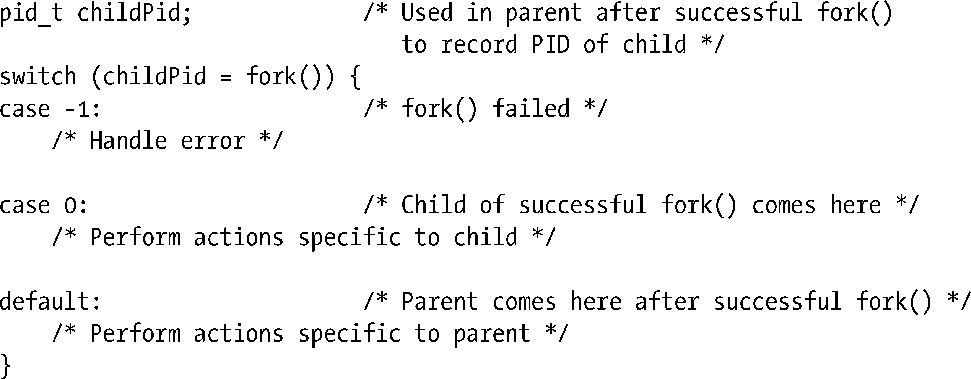 pid_t childPid;             /* Used in parent after successful fork()
                               to record PID of child */
switch (childPid = fork()) {
case -1:                    /* fork() failed */
    /* Handle error */

case 0:                     /* Child of successful fork() comes here */
    /* Perform actions specific to child */

default:                    /* Parent comes here after successful fork() */
    /* Perform actions specific to parent */
}